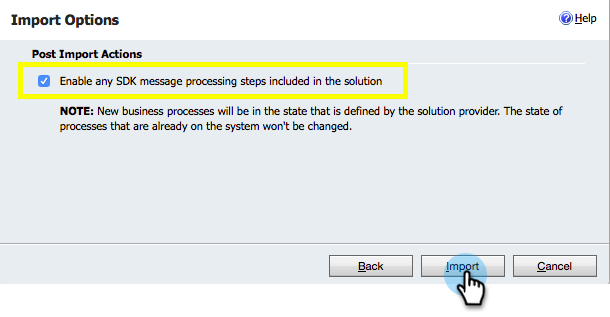 Import Options
Help
Post Import Actions
Enable any SDK message processing steps included in the solution
NOTE: New business processes will be in the state that is defined by the solution provider. The state of
processes that are already on the system won't be changed.
Back
Import
Cancel